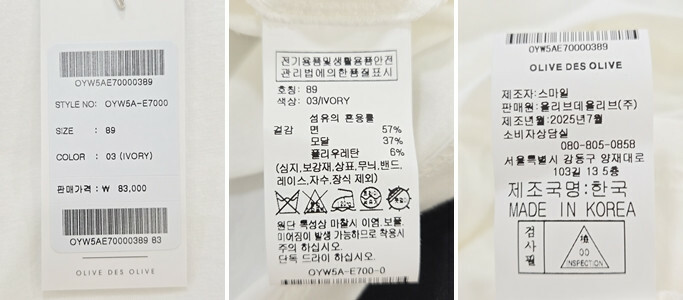 OYW5AE70000389
STYLE NO: OYW5A-E7000
SIZE : 89
COLOR : 03 (IVORY)
판매가격 : ₩ 83,000
OYW5AE70000389 83
OLIVE DES OLIVE
전기용품및생활용품안전
관리법에의한품질표시
호칭: 89
색상: 03/IVORY
섬유의 혼용률
겉감 면 57%
모달 37%
폴리우레탄 6%
(심지,보강재,상표,무늬,밴드,
레이스,자수,장식 제외)
원단 특성상 마찰시 이염, 보풀,
미어짐이 발생 가능하므로 착용시
주의 하십시오.
단독 드라이 하십시오.
OYW5A-E700-0
OYW5AE70000389
OLIVE DES OLIVE
제조자:스마일
판매원:올리브데올리브(주)
제조년월:2025년7월
소비자상담실
080-805-0858
서울특별시 강동구 양재대로
103길 13 5층
제조국명:한국
MADE IN KOREA
검사필
00
INSPECTION